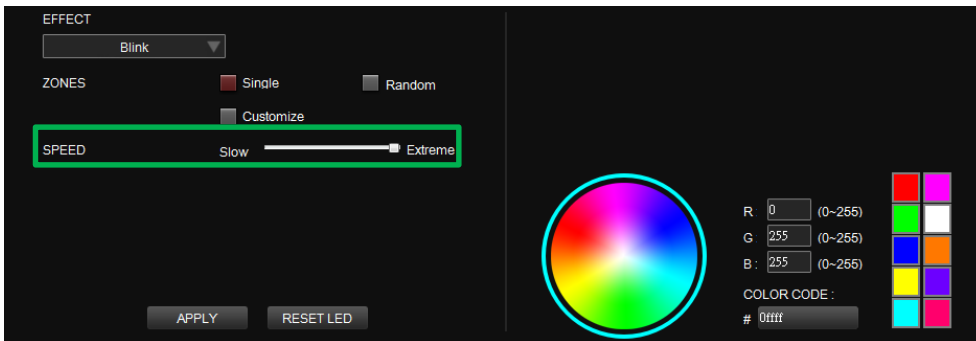 EFFECT
Blink
ZONES Single Random
Customize
SPEED Slow Extreme
R 0 (0~255)
G 255 (0~255)
B : 255 (0~255)
COLOR CODE :
# 0ffff
APPLY RESET LED